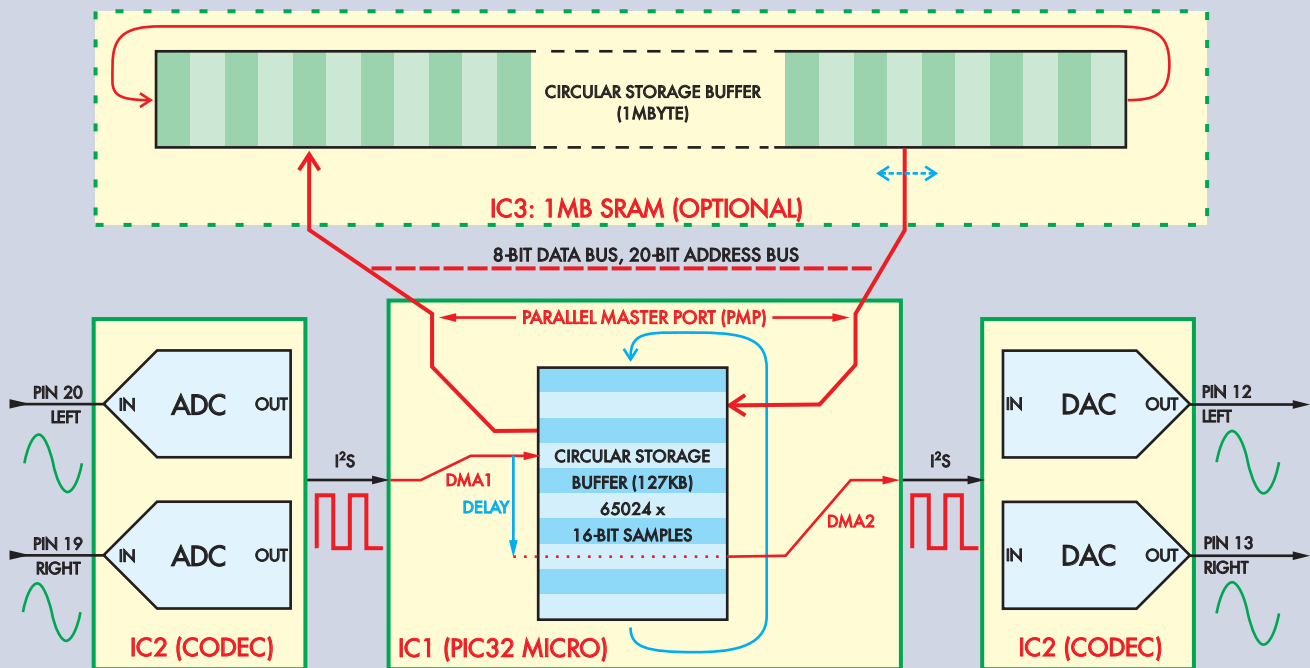 CIRCULAR STORAGE BUFFER
(1MBYTE)
IC3: 1MB SRAM (OPTIONAL)
8-BIT DATA BUS, 20-BIT ADDRESS BUS
PARALLEL MASTER PORT (PMP)
PIN 20
LEFT
IN ADC OUT
PIN 19
RIGHT
IN ADC OUT
IC2 (CODEC)
I²S
DMA1
DELAY
CIRCULAR STORAGE
BUFFER (127KB)
65024 x
16-BIT SAMPLES
DMA2
IC1 (PIC32 MICRO)
I²S
IN DAC OUT
PIN 12
LEFT
IN DAC OUT
PIN 13
RIGHT
IC2 (CODEC)